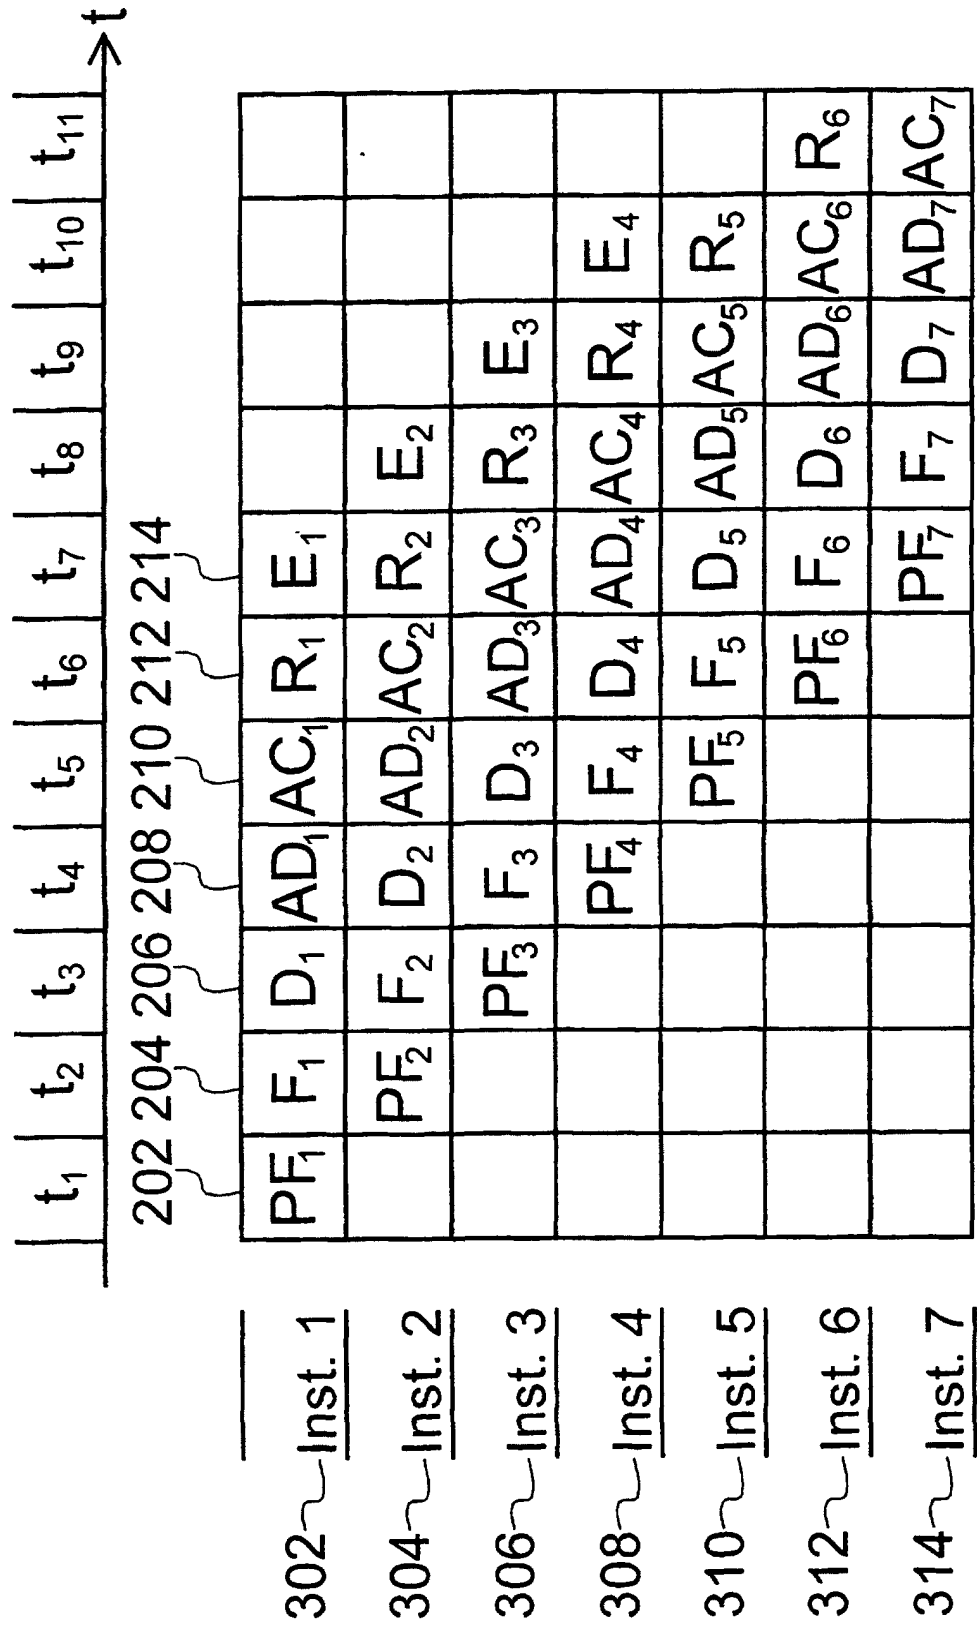 t₁ t₂ t₃ t₄ t₅ t₆ t₇ t₈ t₉ t₁₀ t₁₁ t
202 204 206 208 210 212 214
302 Inst. 1 PF₁ F₁ D₁ AD₁ AC₁ R₁ E₁
304 Inst. 2 PF₂ F₂ D₂ AD₂ AC₂ R₂ E₂
306 Inst. 3 PF₃ F₃ D₃ AD₃ AC₃ R₃ E₃
308 Inst. 4 PF₄ F₄ D₄ AD₄ AC₄ R₄ E₄
310 Inst. 5 PF₅ F₅ D₅ AD₅ AC₅ R₅
312 Inst. 6 PF₆ F₆ D₆ AD₆ AC₆ R₆
314 Inst. 7 PF₇ F₇ D₇ AD₇ AC₇